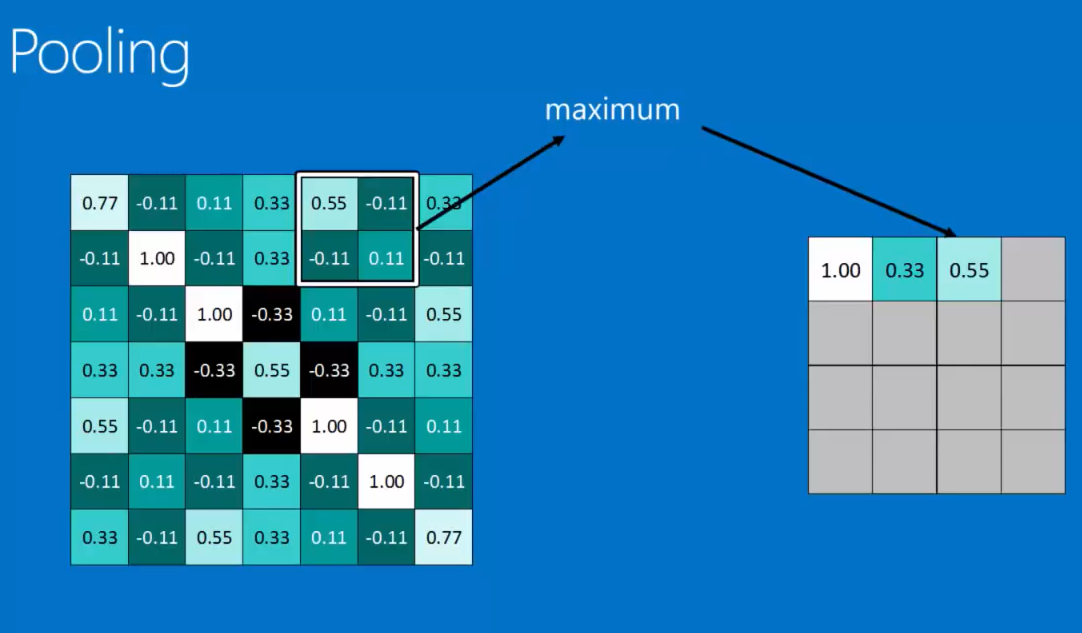 Pooling
maximum
0.77 -0.11 0.11 0.33 0.55 -0.11 0.33
-0.11 1.00 -0.11 0.33 -0.11 0.11 -0.11
0.11 -0.11 1.00 -0.33 0.11 -0.11 0.55
0.33 0.33 -0.33 0.55 -0.33 0.33 0.33
0.55 -0.11 0.11 -0.33 1.00 -0.11 0.11
-0.11 0.11 -0.11 0.33 -0.11 1.00 -0.11
0.33 -0.11 0.55 0.33 0.11 -0.11 0.77
1.00 0.33 0.55